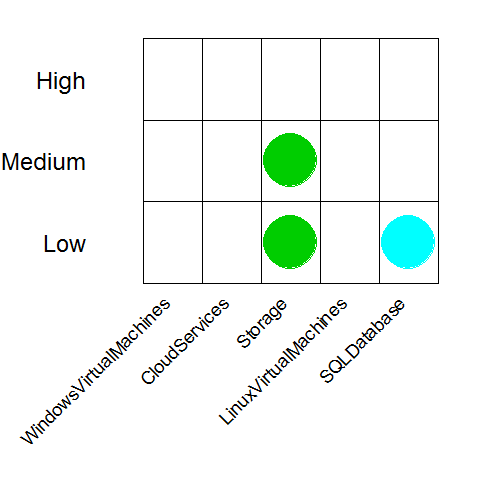 High
Medium
Low
WindowsVirtualMachines
CloudServices
Storage
LinuxVirtualMachines
SQLDatabase